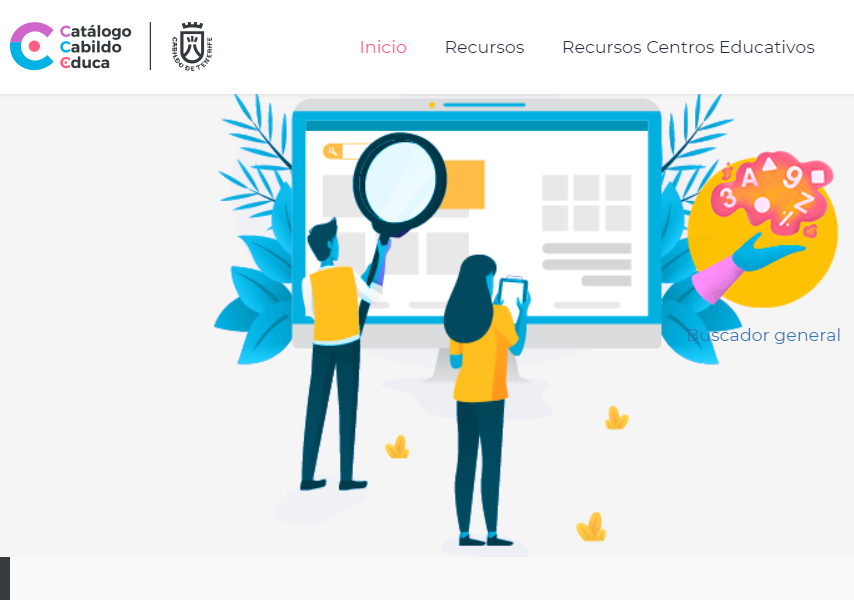 Catálogo
Cabildo
Educa
CABILDO DE TENERIFE
Inicio
Recursos
Recursos Centros Educativos
3 A 9 Z %
Buscador general